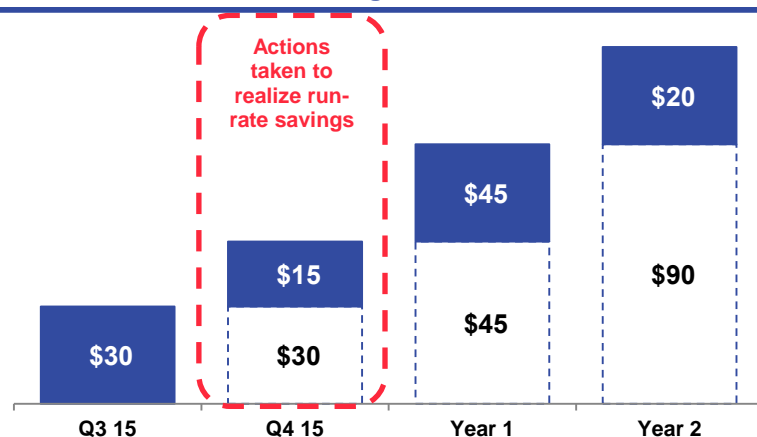 Actions
taken to
realize run-
rate savings
$20
$45
$15
$90
$45
$30
$30
Q3 15 Q4 15 Year 1 Year 2